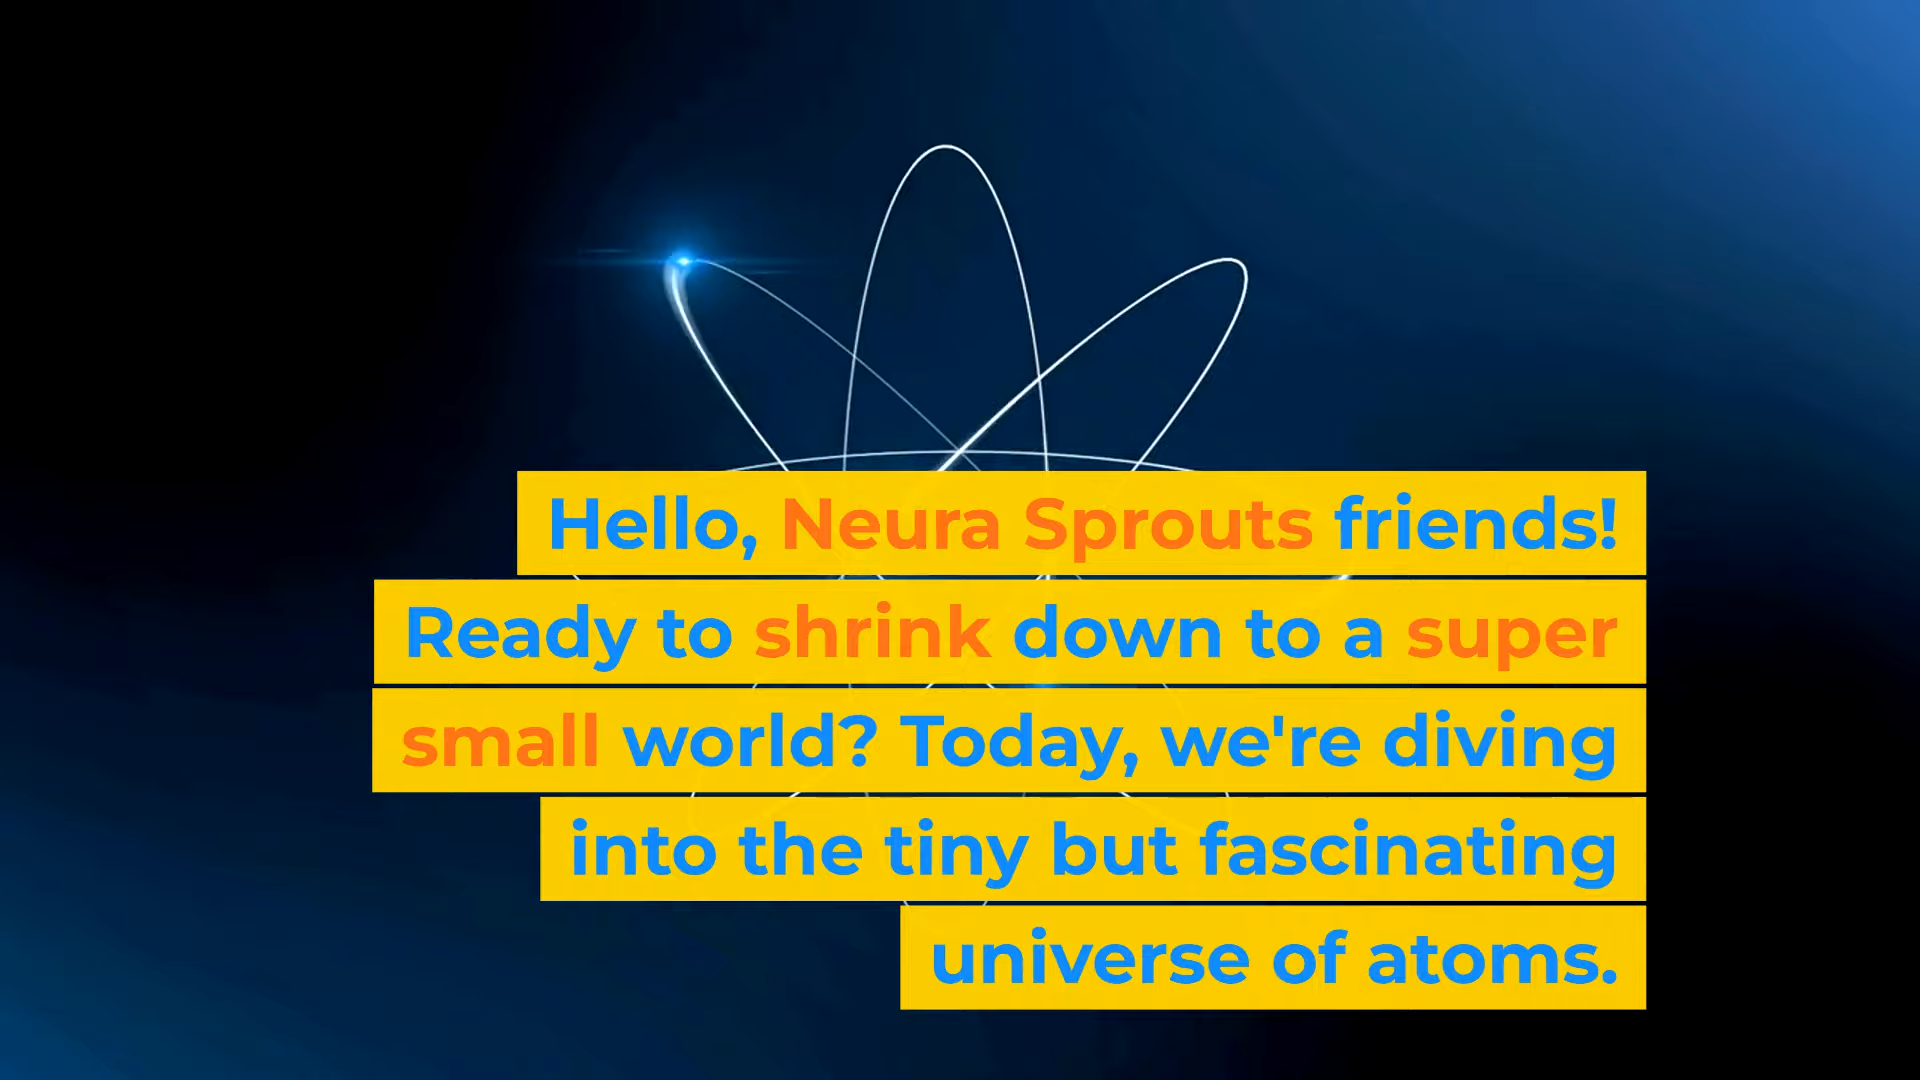 Hello, Neura Sprouts friends!
Ready to shrink down to a super
small world? Today, we're diving
into the tiny but fascinating
universe of atoms.